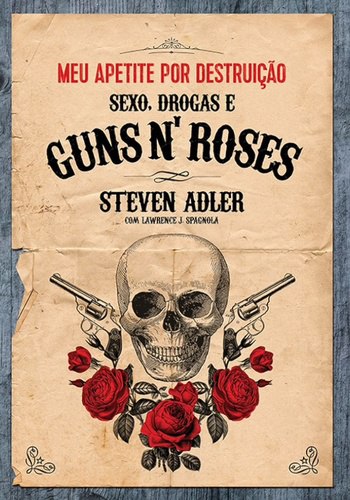 MEU APETITE POR DESTRUIÇÃO
SEXO, DROGAS E
GUNS N' ROSES
STEVEN ADLER
COM LAWRENCE J. SPAGNOLA